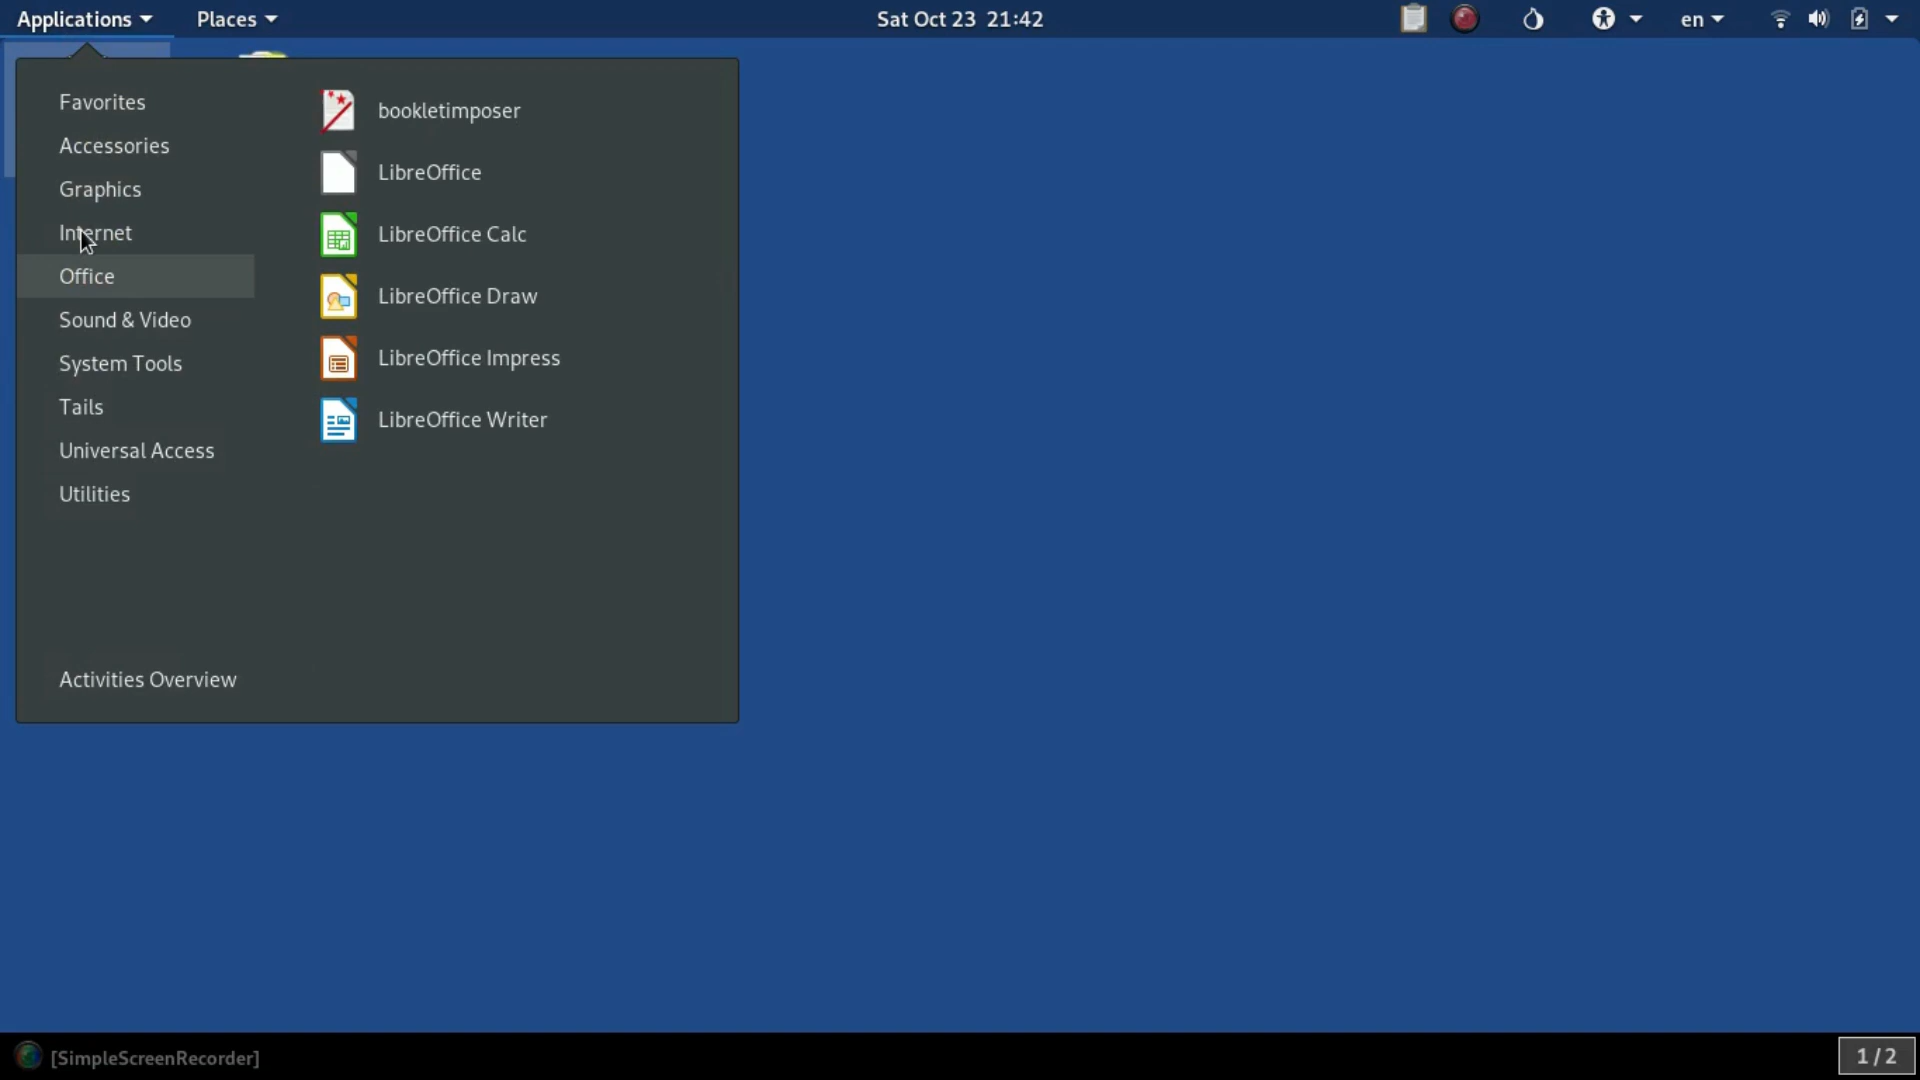 Applications Places Sat Oct 23 21:42 en
Favorites
Accessories
Graphics
Internet
Office
Sound & Video
System Tools
Tails
Universal Access
Utilities
Activities Overview
bookletimposer
LibreOffice
LibreOffice Calc
LibreOffice Draw
LibreOffice Impress
LibreOffice Writer
[SimpleScreenRecorder] 1 / 2